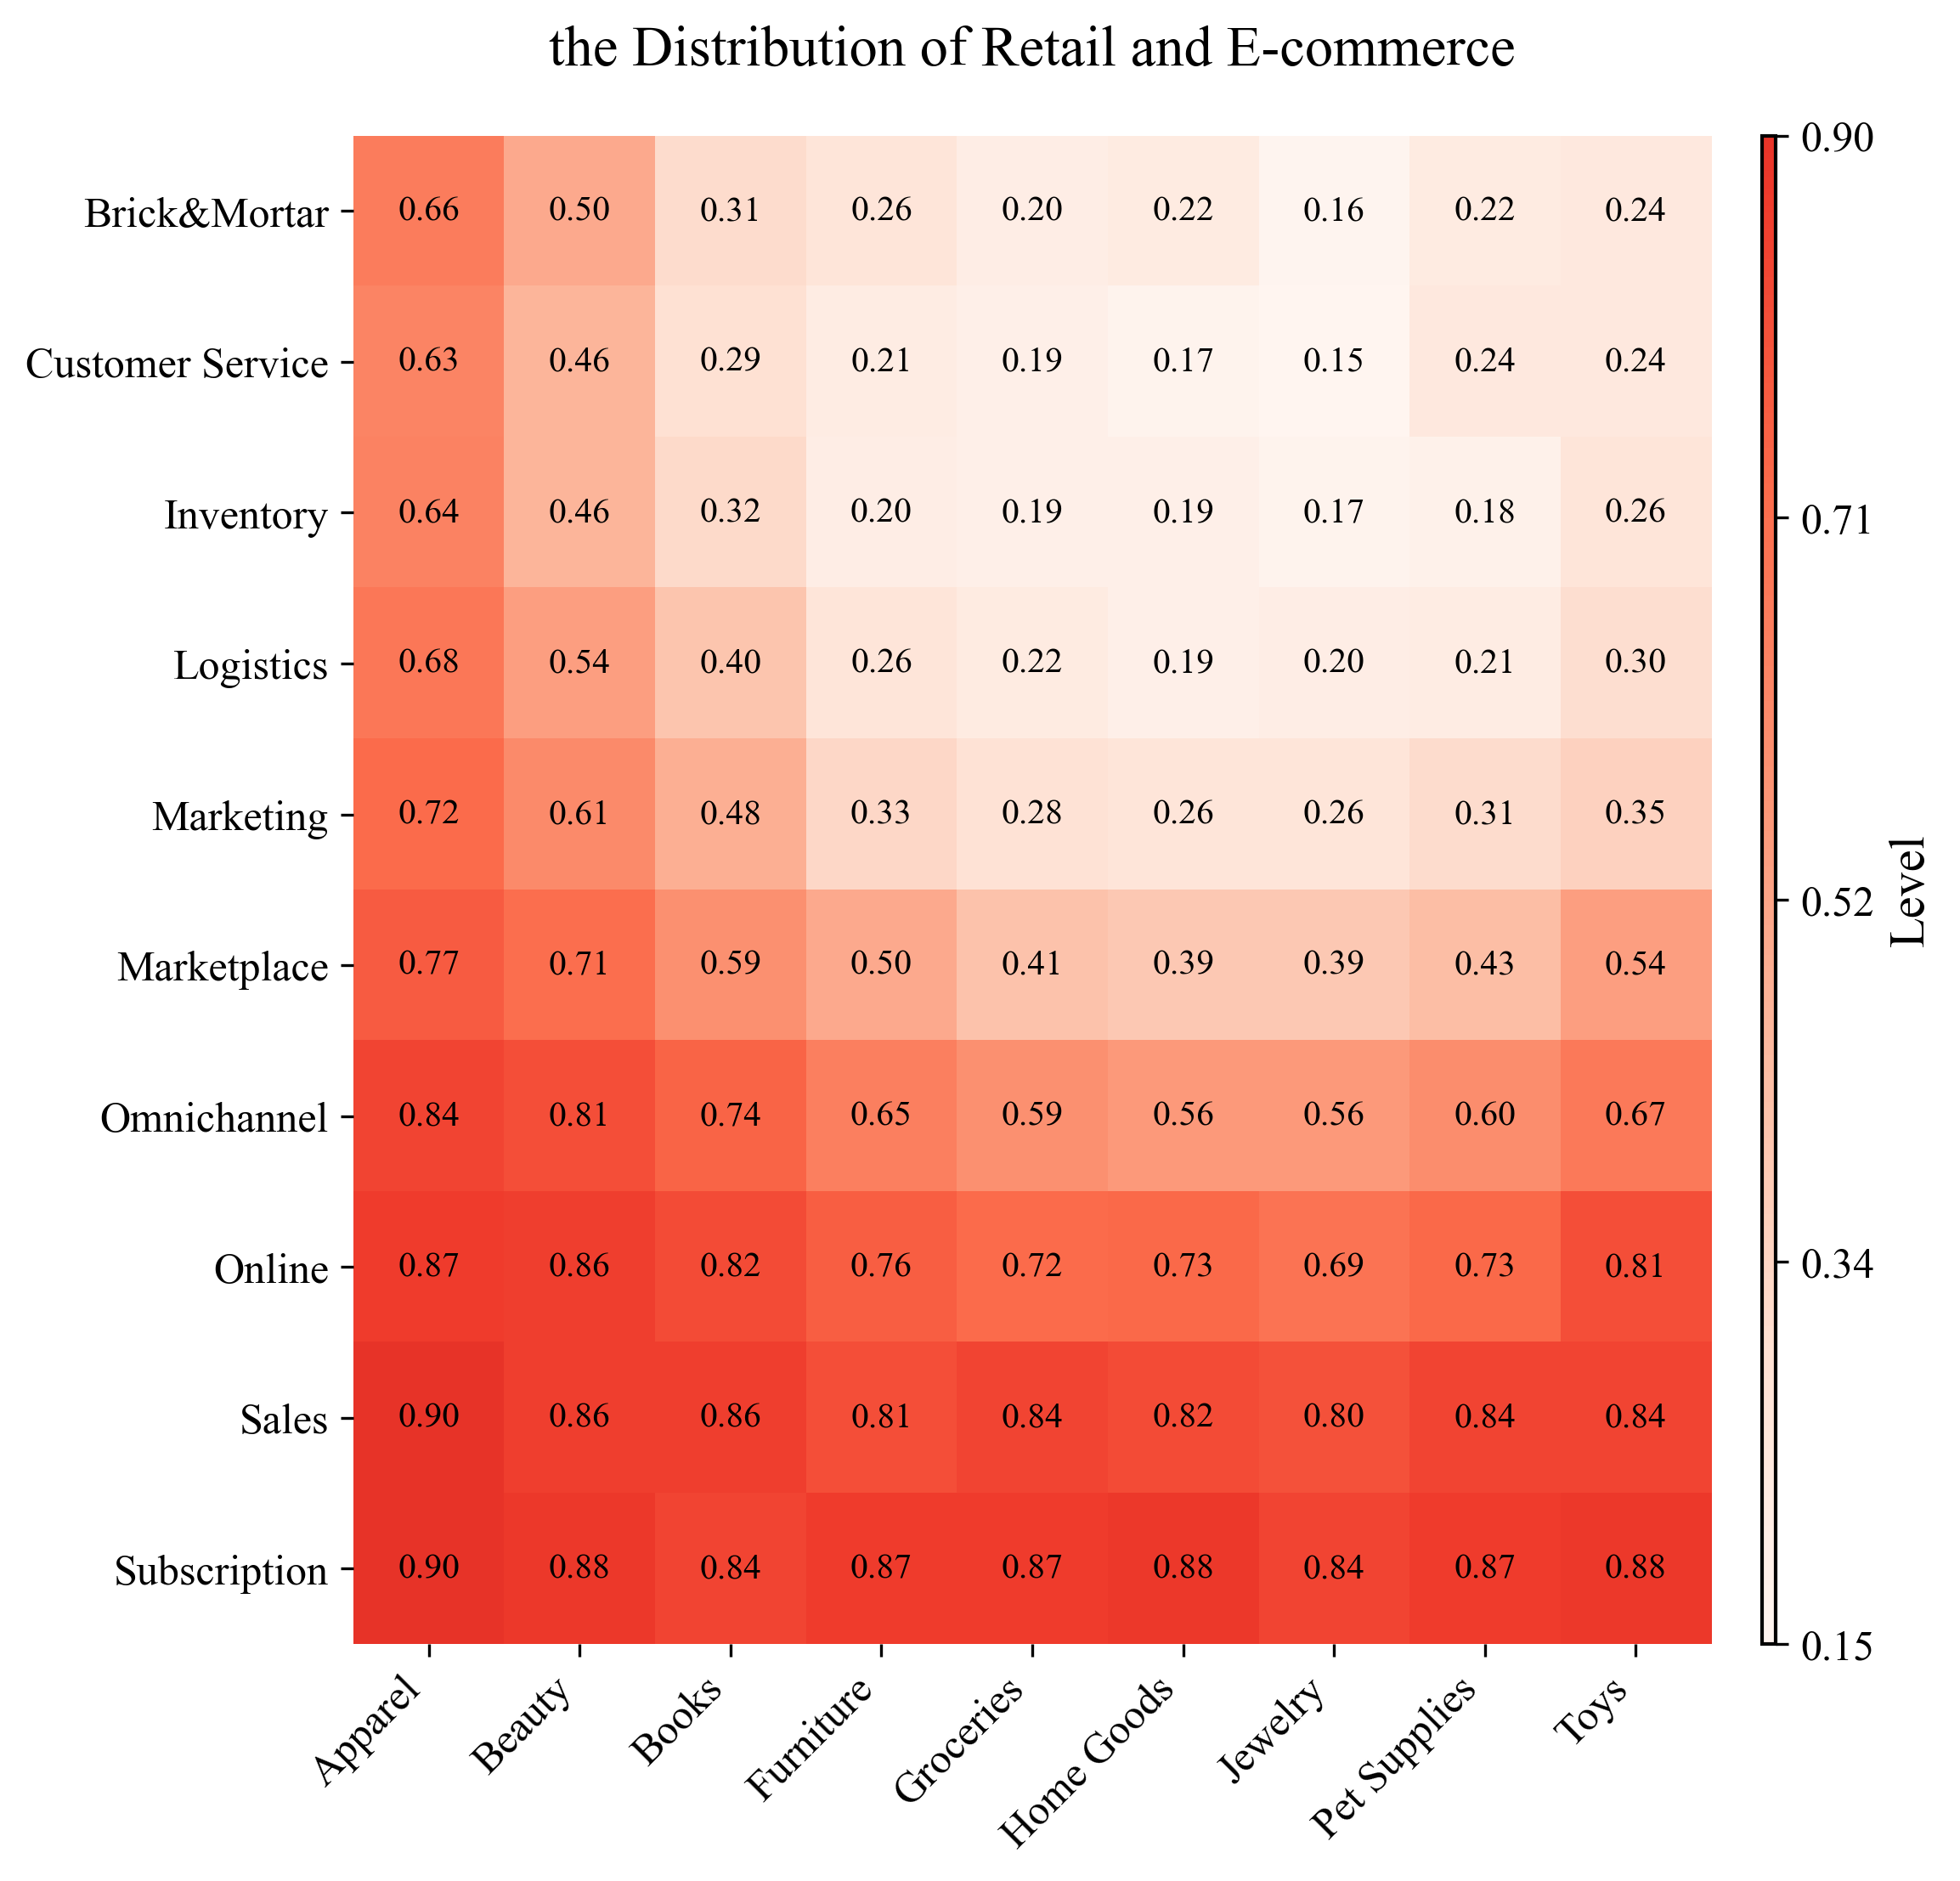 the Distribution of Retail and E-commerce
Brick&Mortar 0.66 0.50 0.31 0.26 0.20 0.22 0.16 0.22 0.24
Customer Service 0.63 0.46 0.29 0.21 0.19 0.17 0.15 0.24 0.24
Inventory 0.64 0.46 0.32 0.20 0.19 0.19 0.17 0.18 0.26
Logistics 0.68 0.54 0.40 0.26 0.22 0.19 0.20 0.21 0.30
Marketing 0.72 0.61 0.48 0.33 0.28 0.26 0.26 0.31 0.35
Marketplace 0.77 0.71 0.59 0.50 0.41 0.39 0.39 0.43 0.54
Omnichannel 0.84 0.81 0.74 0.65 0.59 0.56 0.56 0.60 0.67
Online 0.87 0.86 0.82 0.76 0.72 0.73 0.69 0.73 0.81
Sales 0.90 0.86 0.86 0.81 0.84 0.82 0.80 0.84 0.84
Subscription 0.90 0.88 0.84 0.87 0.87 0.88 0.84 0.87 0.88
Apparel Beauty Books Furniture Groceries Home Goods Jewelry Pet Supplies Toys
0.90
0.71
0.52
0.34
0.15
Level